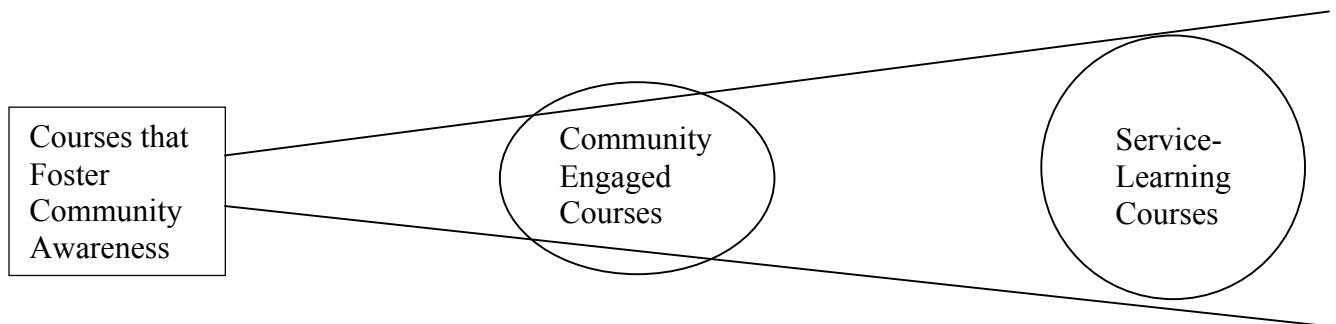 Courses that
Foster
Community
Awareness
Community
Engaged
Courses
Service-
Learning
Courses